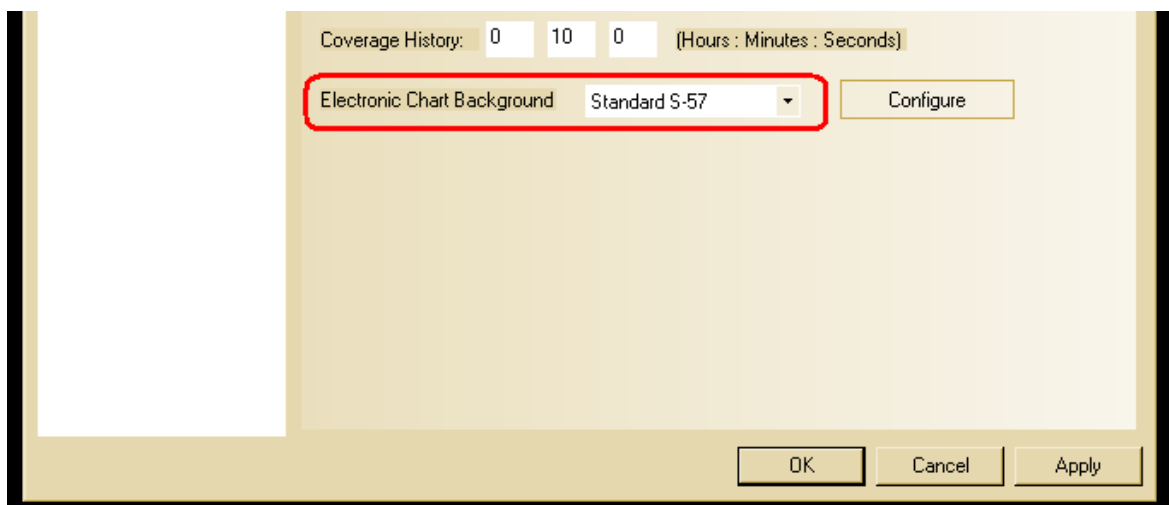 Coverage History: 0 10 0 (Hours : Minutes : Seconds)
Electronic Chart Background Standard S-57 Configure
OK Cancel Apply